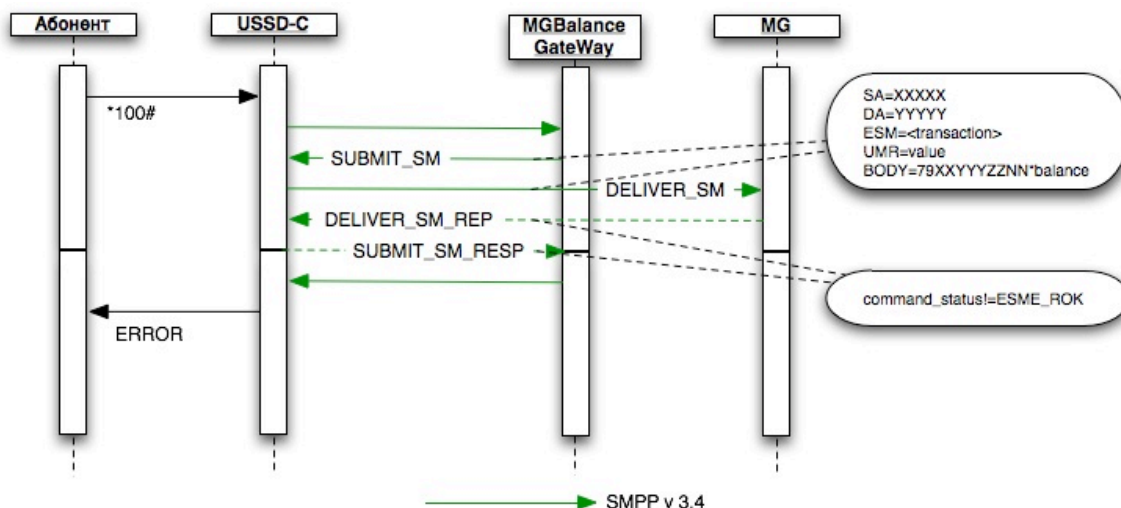 Абонент
USSD-C
MGBalance
GateWay
MG
*100#
SUBMIT_SM
DELIVER_SM
DELIVER_SM_REP
SUBMIT_SM_RESP
ERROR
SA=XXXXX
DA=YYYYY
ESM=<transaction>
UMR=value
BODY=79XXYYYZZNN*balance
command_status!=ESME_ROK
SMPP v 3.4